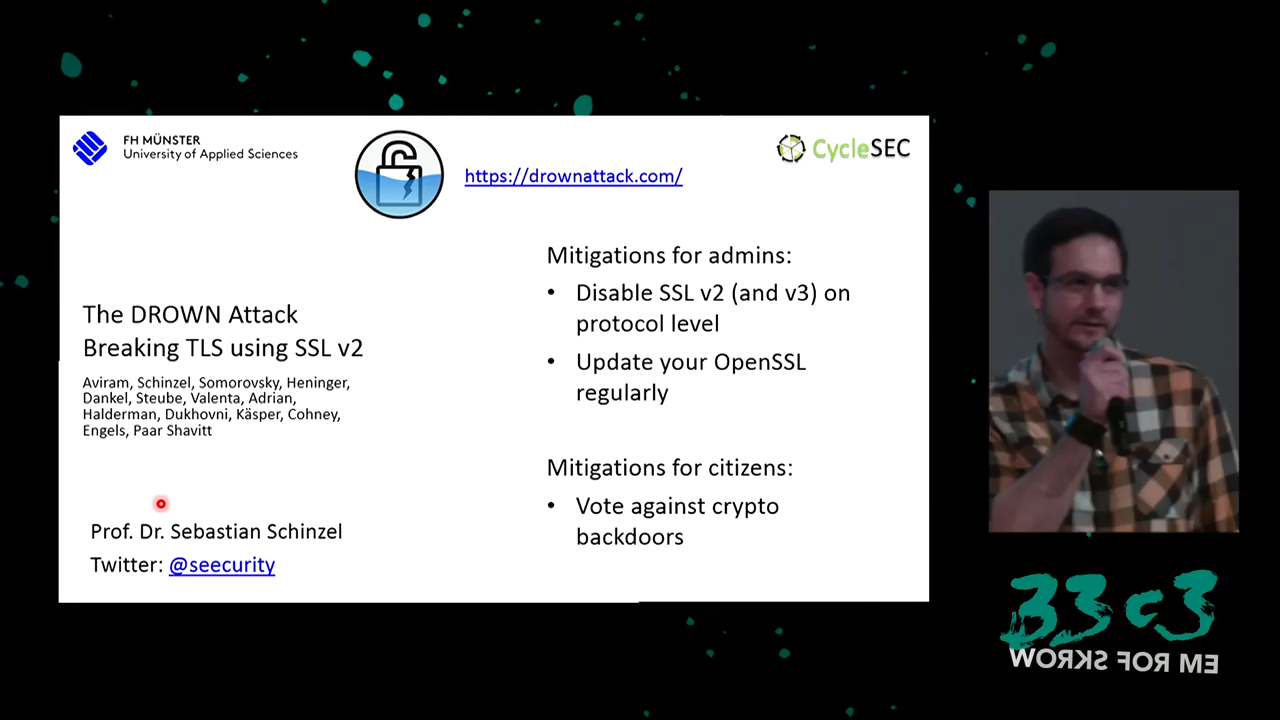 FH MÜNSTER
University of Applied Sciences
https://drownattack.com/
CycleSEC
The DROWN Attack
Breaking TLS using SSL v2
Aviram, Schinzel, Somorovsky, Heninger,
Dankel, Steube, Valenta, Adrian,
Halderman, Dukhovni, Käsper, Cohney,
Engels, Paar Shavitt
Prof. Dr. Sebastian Schinzel
Twitter: @seecurity
Mitigations for admins:
• Disable SSL v2 (and v3) on
protocol level
• Update your OpenSSL
regularly
Mitigations for citizens:
• Vote against crypto
backdoors
33c3
WORKS FOR ME